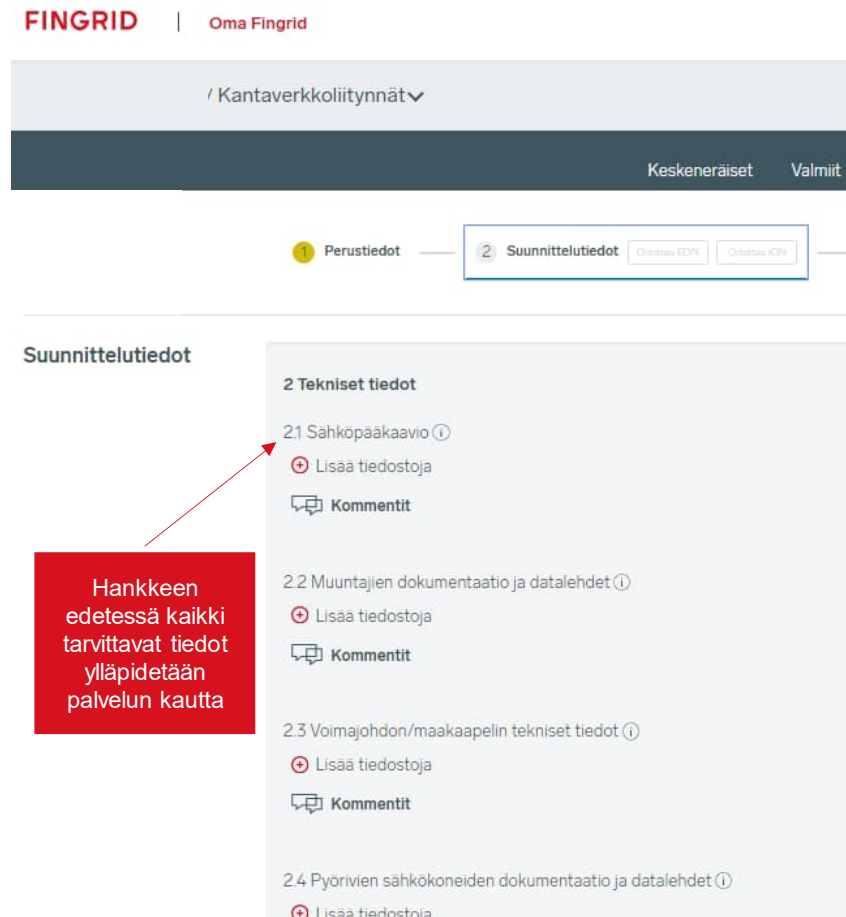 FINGRID | Oma Fingrid
/ Kantaverkkoliitynnät
Keskeneräiset Valmiit
1 Perustiedot 2 Suunnittelutiedot Odottaa EON Odottaa ION
Suunnittelutiedot
2 Tekniset tiedot
2.1 Sähköpääkaavio
Lisää tiedostoja
Kommentit
Hankkeen
edetessä kaikki
tarvittavat tiedot
ylläpidetään
palvelun kautta
2.2 Muuntajien dokumentaatio ja datalehdet
Lisää tiedostoja
Kommentit
2.3 Voimajohdon/maakaapelin tekniset tiedot
Lisää tiedostoja
Kommentit
2.4 Pyörivien sähkökoneiden dokumentaatio ja datalehdet
Lisää tiedostoja